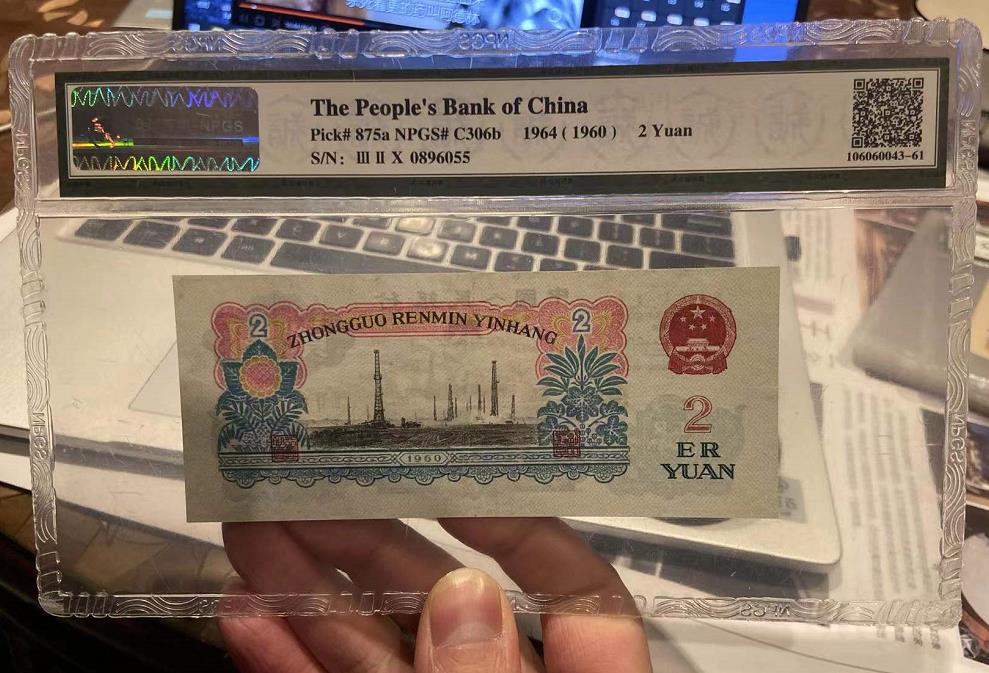 The People's Bank of China
Pick# 875a NPGS# C306b 1964 ( 1960 ) 2 Yuan
S/N: Ⅲ Ⅱ X 0896055
106060043-61
NPGS
2 2
ZHONGGUO RENMIN YINHANG
1960
2
ER
YUAN